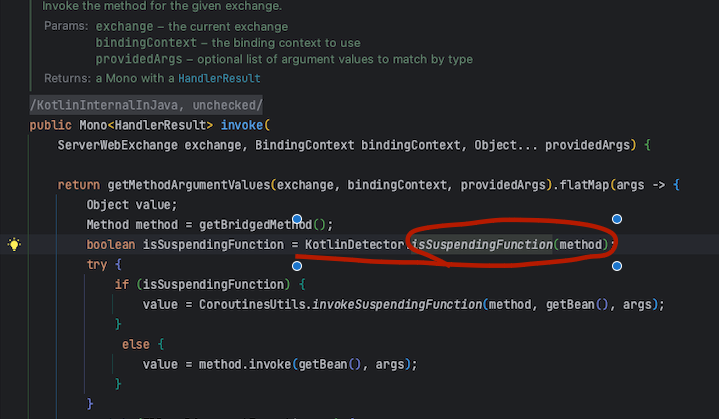 Invoke the method for the given exchange.
Params: exchange – the current exchange
bindingContext – the binding context to use
providedArgs – optional list of argument values to match by type
Returns: a Mono with a HandlerResult
/KotlinInternalInJava, unchecked/
public Mono<HandlerResult> invoke(
ServerWebExchange exchange, BindingContext bindingContext, Object... providedArgs) {
return getMethodArgumentValues(exchange, bindingContext, providedArgs).flatMap(args -> {
Object value;
Method method = getBridgedMethod();
boolean isSuspendingFunction = KotlinDetector.isSuspendingFunction(method);
try {
if (isSuspendingFunction) {
value = CoroutinesUtils.invokeSuspendingFunction(method, getBean(), args);
}
else {
value = method.invoke(getBean(), args);
}
}